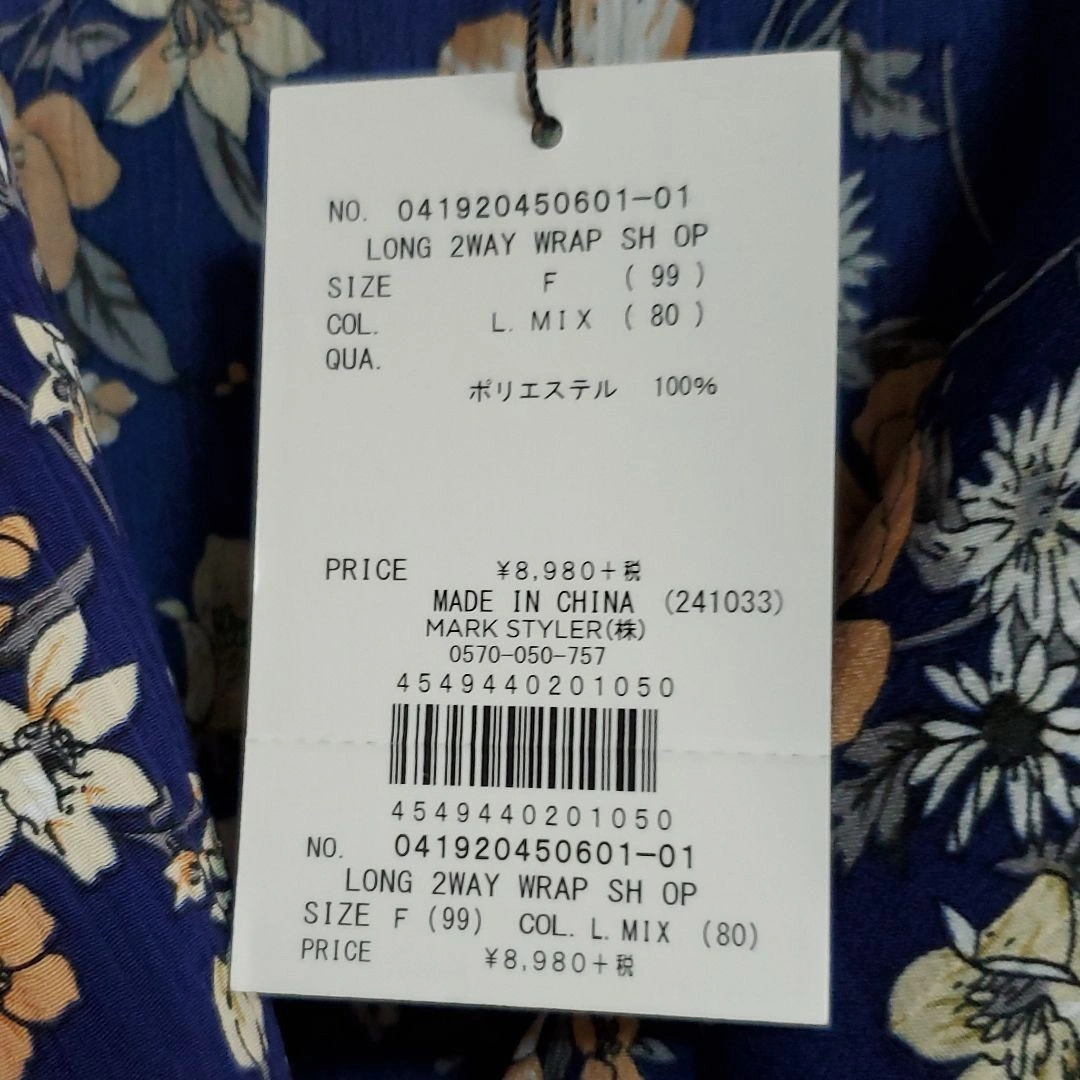 NO. 041920450601-01
LONG 2WAY WRAP SH OP
SIZE F (99)
COL. L.MIX (80)
QUA.
ポリエステル 100%
PRICE ¥8,980+税
MADE IN CHINA (241033)
MARK STYLER(株)
0570-050-757
4549440201050
4549440201050
NO. 041920450601-01
LONG 2WAY WRAP SH OP
SIZE F (99) COL. L.MIX (80)
PRICE ¥8,980+税